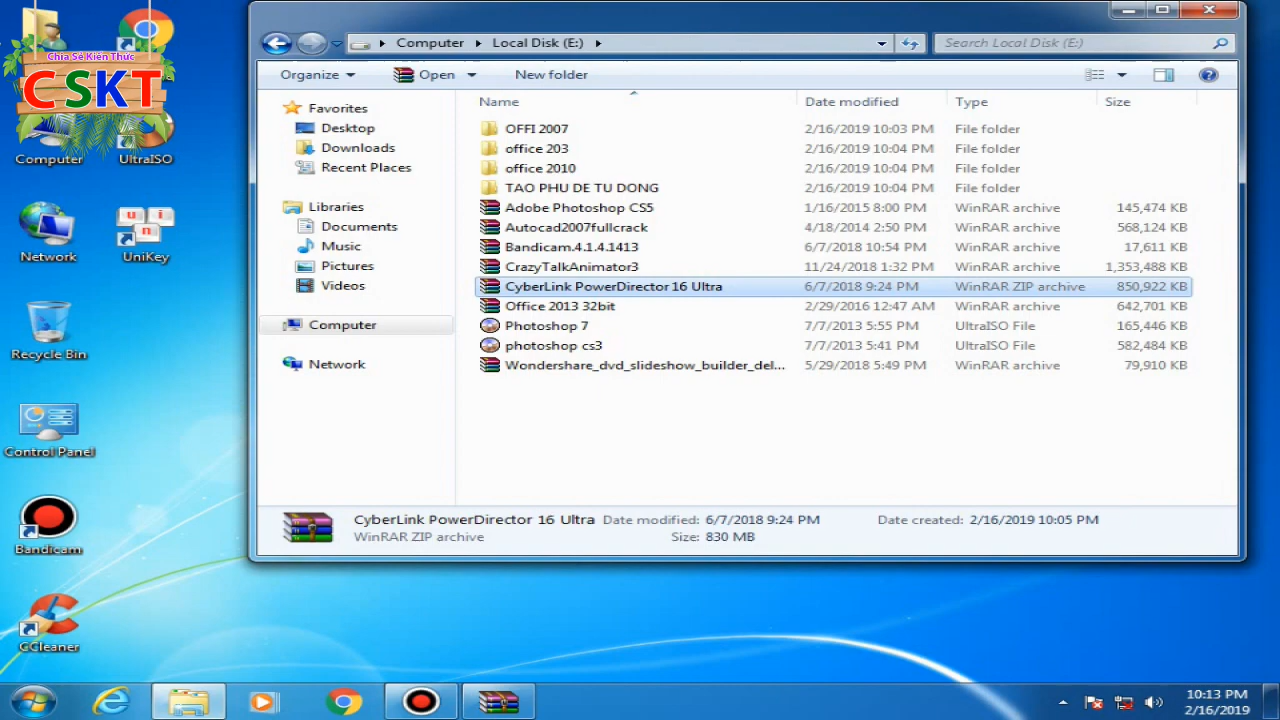 Chia Sẻ Kiến Thức
CSKT
Computer
UltraISO
Network
UniKey
u i
n
Recycle Bin
Control Panel
Bandicam
CCleaner
Computer Local Disk (E:)
Search Local Disk (E:)
Organize Open New folder
Favorites
Desktop
Downloads
Recent Places
Libraries
Documents
Music
Pictures
Videos
Computer
Network
Name Date modified Type Size
OFFI 2007 2/16/2019 10:03 PM File folder
office 203 2/16/2019 10:04 PM File folder
office 2010 2/16/2019 10:04 PM File folder
TAO PHU DE TU DONG 2/16/2019 10:04 PM File folder
Adobe Photoshop CS5 1/16/2015 8:00 PM WinRAR archive 145,474 KB
Autocad2007fullcrack 4/18/2014 2:50 PM WinRAR archive 568,124 KB
Bandicam.4.1.4.1413 6/7/2018 10:54 PM WinRAR archive 17,611 KB
CrazyTalkAnimator3 11/24/2018 1:32 PM WinRAR archive 1,353,488 KB
CyberLink PowerDirector 16 Ultra 6/7/2018 9:24 PM WinRAR ZIP archive 850,922 KB
Office 2013 32bit 2/29/2016 12:47 AM WinRAR archive 642,701 KB
Photoshop 7 7/7/2013 5:55 PM UltraISO File 165,446 KB
photoshop cs3 7/7/2013 5:41 PM UltraISO File 582,484 KB
Wondershare_dvd_slideshow_builder_del... 5/29/2018 5:49 PM WinRAR archive 79,910 KB
CyberLink PowerDirector 16 Ultra Date modified: 6/7/2018 9:24 PM Date created: 2/16/2019 10:05 PM
WinRAR ZIP archive Size: 830 MB
10:13 PM
2/16/2019